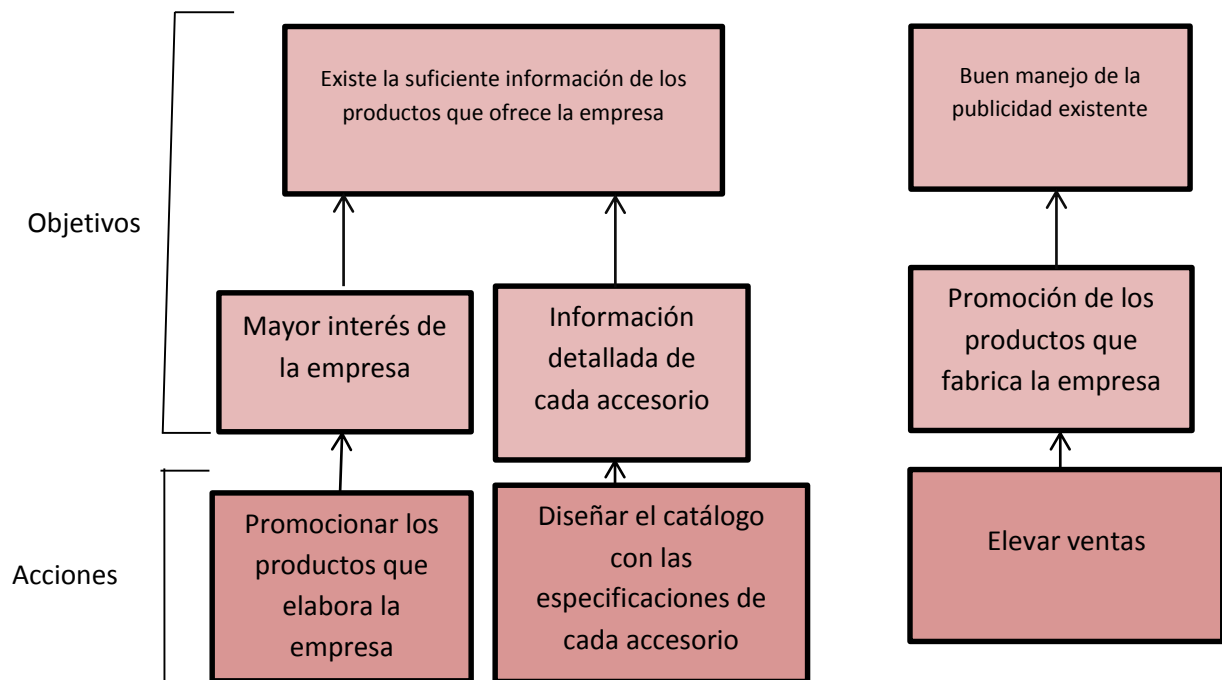 Existe la suficiente información de los
productos que ofrece la empresa
Buen manejo de la
publicidad existente
Objetivos
Mayor interés de
la empresa
Información
detallada de
cada accesorio
Promoción de los
productos que
fabrica la empresa
Acciones
Promocionar los
productos que
elabora la
empresa
Diseñar el catálogo
con las
especificaciones de
cada accesorio
Elevar ventas